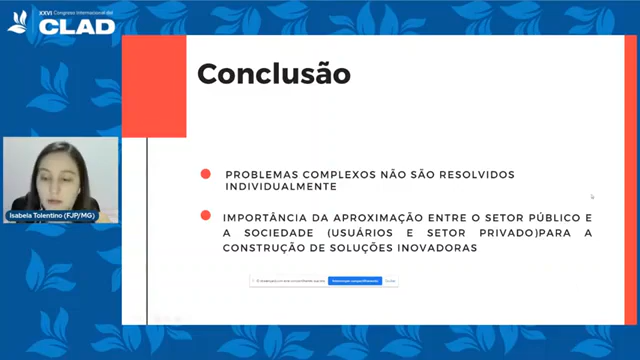 XXVI Congreso Internacional del
CLAD
Conclusão
PROBLEMAS COMPLEXOS NÃO SÃO RESOLVIDOS
INDIVIDUALMENTE
IMPORTÂNCIA DA APROXIMAÇÃO ENTRE O SETOR PÚBLICO E
A SOCIEDADE (USUÁRIOS E SETOR PRIVADO)PARA A
CONSTRUÇÃO DE SOLUÇÕES INOVADORAS
Isabela Tolentino (FJP/MG)